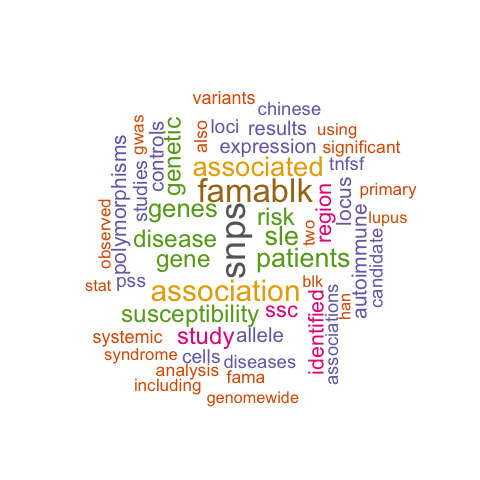 variants
chinese
gwas
also
loci
results
using
genetic
controls
expression
significant
polymorphisms
studies
associated
tnfsf
famablk
region
locus
primary
genes
snps
risk
lupus
observed
disease
sle
two
autoimmune
candidate
gene
patients
stat
pss
association
blk
identified
han
associations
susceptibility
ssc
systemic
study
allele
syndrome
cells
diseases
analysis
fama
including
genomewide